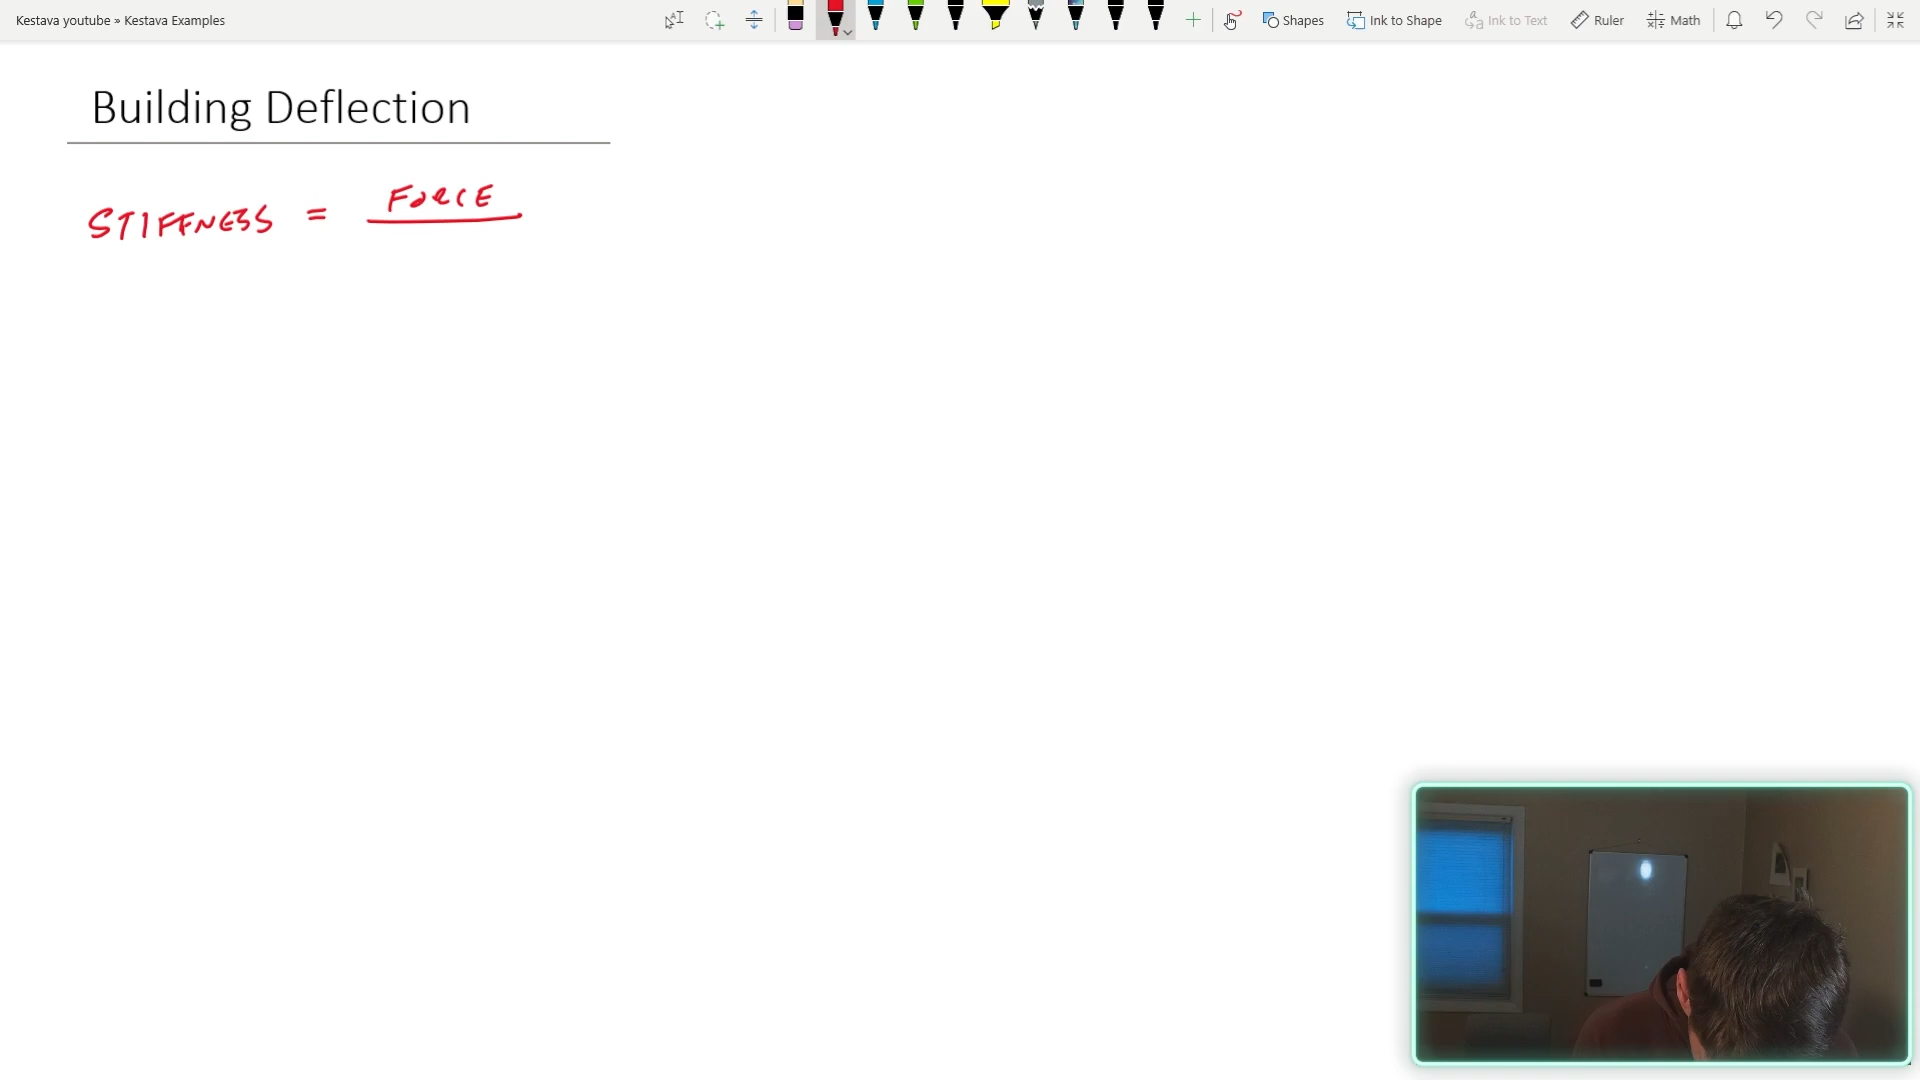 Kestava youtube » Kestava Examples
Shapes
Ink to Shape
Ink to Text
Ruler
Math
Building Deflection
STIFFNESS = FORCE